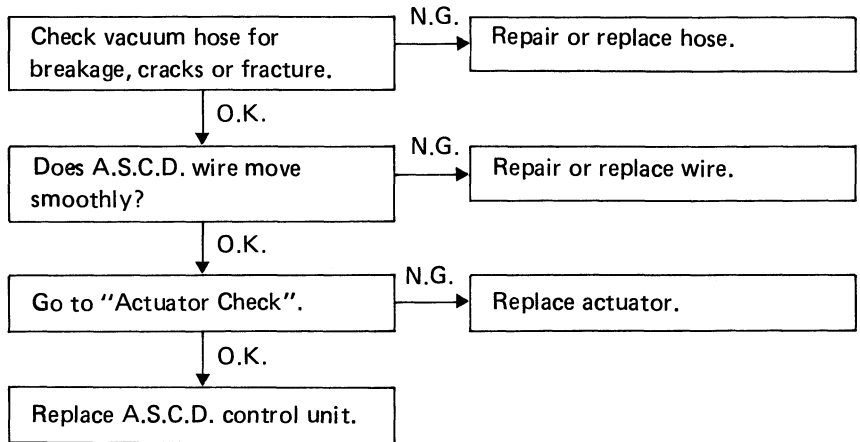 Check vacuum hose for
breakage, cracks or fracture.
N.G.
Repair or replace hose.
O.K.
Does A.S.C.D. wire move
smoothly?
N.G.
Repair or replace wire.
O.K.
Go to "Actuator Check".
N.G.
Replace actuator.
O.K.
Replace A.S.C.D. control unit.